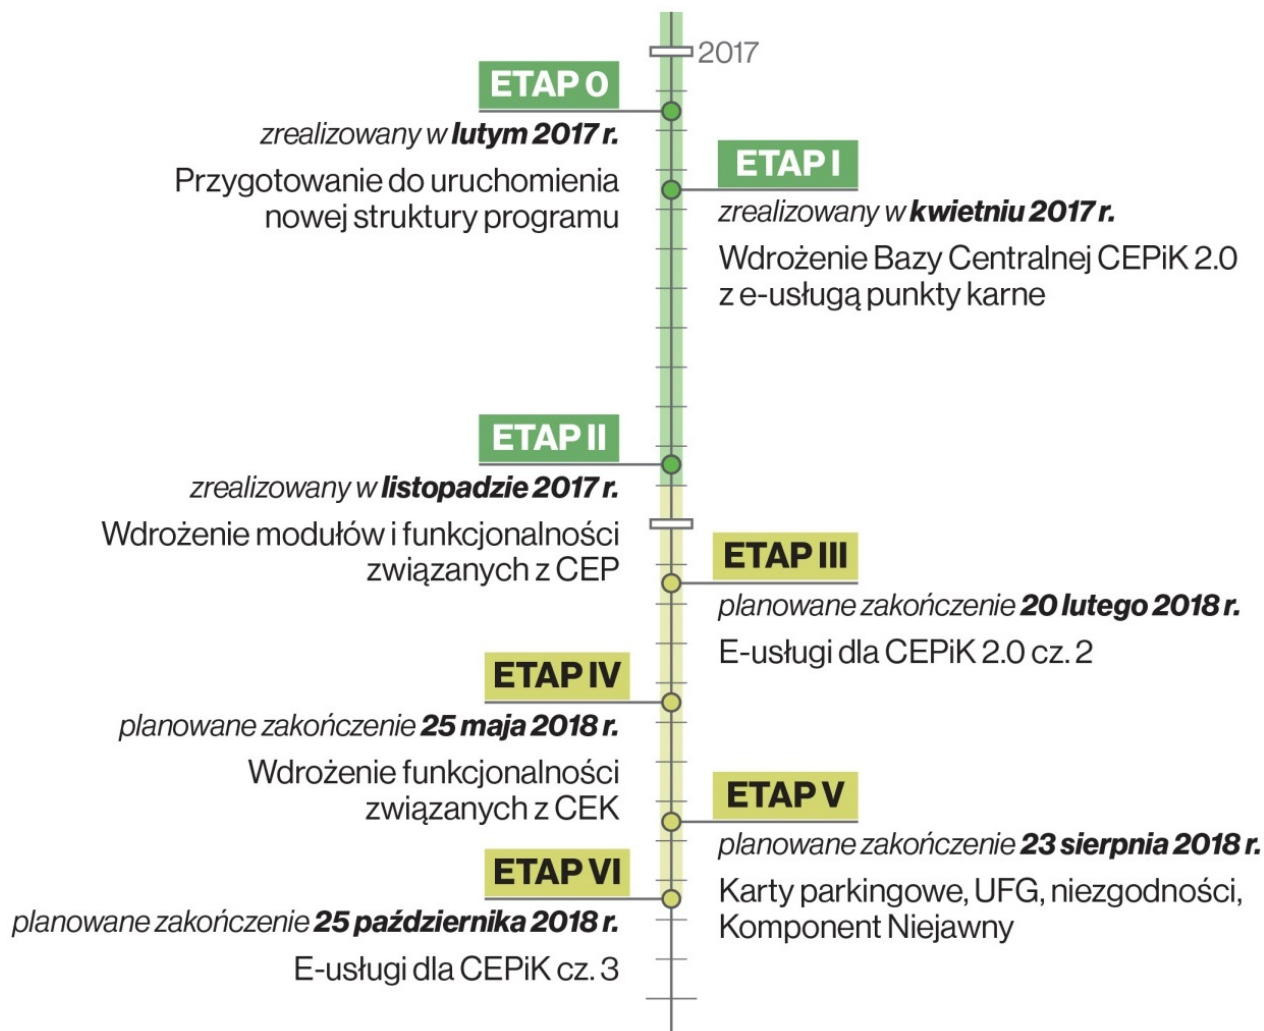 2017
ETAP 0
zrealizowany w lutym 2017 r.
Przygotowanie do uruchomienia
nowej struktury programu
ETAP I
zrealizowany w kwietniu 2017 r.
Wdrożenie Bazy Centralnej CEPiK 2.0
z e-usługą punkty karne
ETAP II
zrealizowany w listopadzie 2017 r.
Wdrożenie modułów i funkcjonalności
związanych z CEP
ETAP III
planowane zakończenie 20 lutego 2018 r.
E-usługi dla CEPiK 2.0 cz. 2
ETAP IV
planowane zakończenie 25 maja 2018 r.
Wdrożenie funkcjonalności
związanych z CEK
ETAP V
planowane zakończenie 23 sierpnia 2018 r.
Karty parkingowe, UFG, niezgodności,
Komponent Niejawny
ETAP VI
planowane zakończenie 25 października 2018 r.
E-usługi dla CEPiK cz. 3